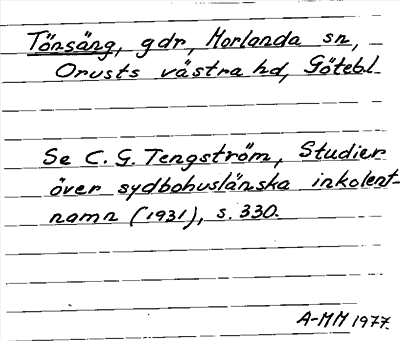 Tönsäng, gdr, Morlanda sn,
Orusts västra hd, Götebl
Se C. G. Tengström, Studier
över sydbohuslänska inkolent-
namn (1931), s. 330.
A-MM 1977.